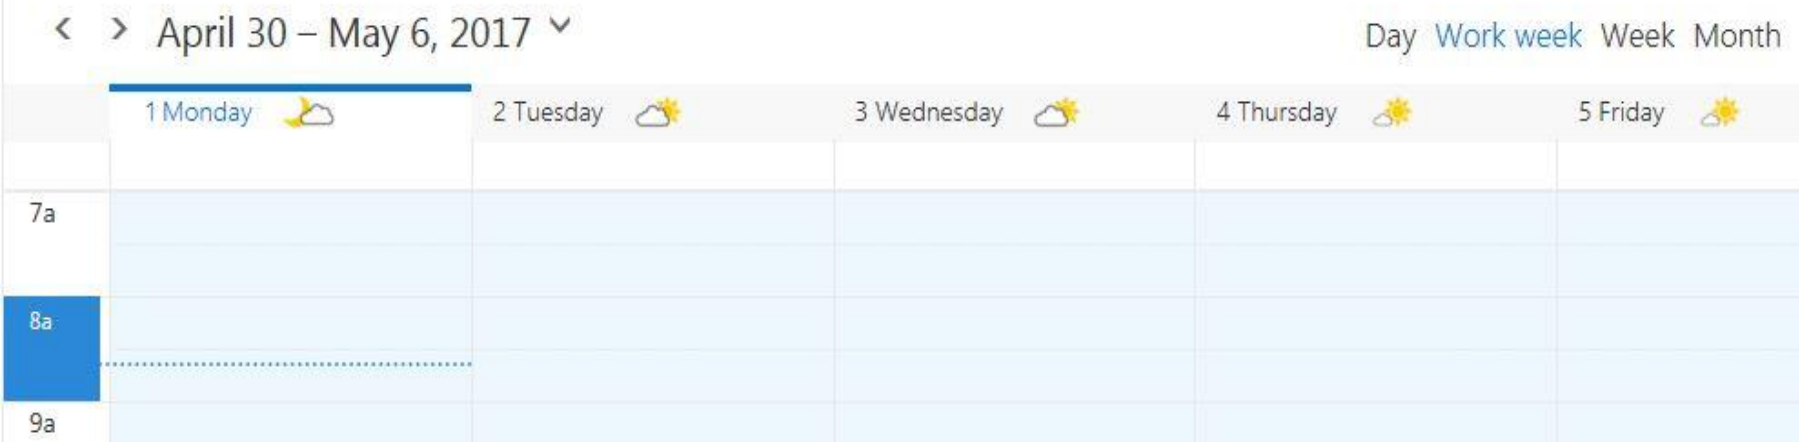 April 30 – May 6, 2017
Day Work week Week Month
1 Monday 2 Tuesday 3 Wednesday 4 Thursday 5 Friday
7a
8a
9a